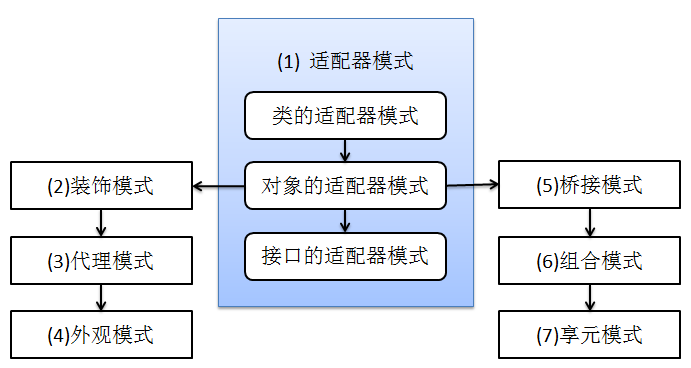 (1) 适配器模式
类的适配器模式
对象的适配器模式
接口的适配器模式
(2)装饰模式
(3)代理模式
(4)外观模式
(5)桥接模式
(6)组合模式
(7)享元模式